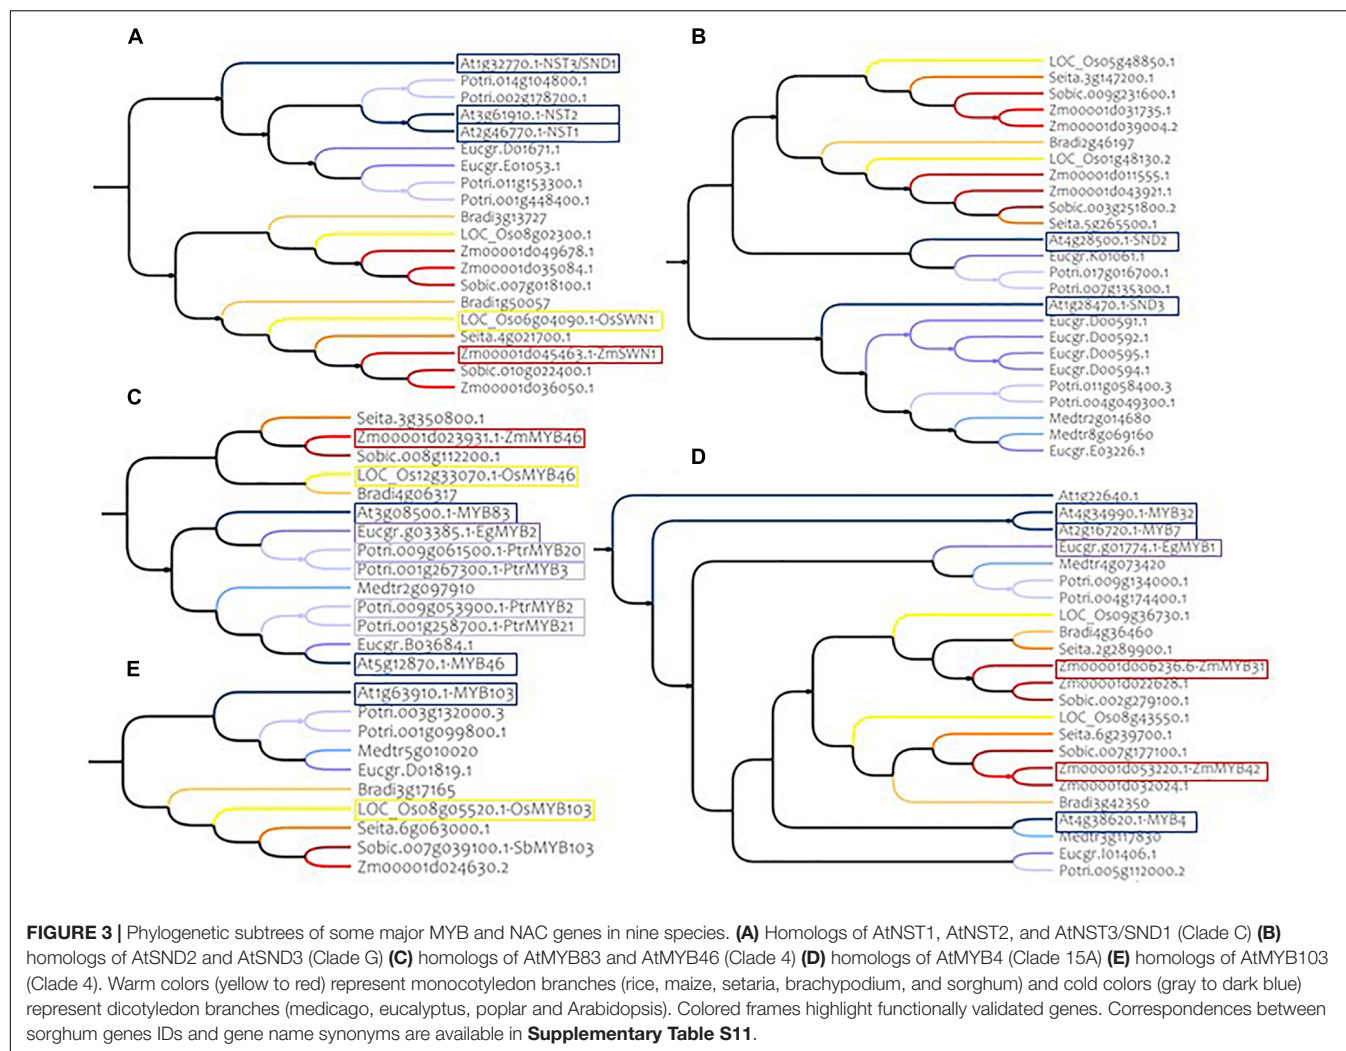 A
At1g32770.1-NST3/SND1
Potri.014g104800.1
Potri.002g178700.1
At3g61910.1-NST2
At2g46770.1-NST1
Eucgr.D01671.1
Eucgr.E01053.1
Potri.011g153300.1
Potri.001g448400.1
Bradi3g13727
LOC_Os08g02300.1
Zm00001d049678.1
Zm00001d035084.1
Sobic.007g018100.1
Bradi1g50057
LOC_Os06g04090.1-OsSWN1
Seita.4g021700.1
Zm00001d045463.1-ZmSWN1
Sobic.010g022400.1
Zm00001d036050.1
B
LOC_Os05g48850.1
Seita.3g147200.1
Sobic.009g231600.1
Zm00001d031735.1
Zm00001d039004.2
Bradi2g46197
LOC_Os01g48130.2
Zm00001d011555.1
Zm00001d043921.1
Sobic.003g251800.2
Seita.5g265500.1
At4g28500.1-SND2
Eucgr.K01061.1
Potri.017g016700.1
Potri.007g135300.1
At1g28470.1-SND3
Eucgr.D00591.1
Eucgr.D00592.1
Eucgr.D00595.1
Eucgr.D00594.1
Potri.011g058400.3
Potri.004g049300.1
Medtr2g014680
Medtr8g069160
Eucgr.E03226.1
C
Seita.3g350800.1
Zm00001d023931.1-ZmMYB46
Sobic.008g112200.1
LOC_Os12g33070.1-OsMYB46
Bradi4g06317
At3g08500.1-MYB83
Eucgr.g03385.1-EgMYB2
Potri.009g061500.1-PtrMYB20
Potri.001g267300.1-PtrMYB3
Medtr2g097910
Potri.009g053900.1-PtrMYB2
Potri.001g258700.1-PtrMYB21
Eucgr.B03684.1
At5g12870.1-MYB46
D
At1g22640.1
At4g34990.1-MYB32
At2g16720.1-MYB7
Eucgr.g01774.1-EgMYB1
Medtr4g073420
Potri.009g134000.1
Potri.004g174400.1
LOC_Os09g36730.1
Bradi4g36460
Seita.2g289900.1
Zm00001d006236.6-ZmMYB31
Zm00001d022628.1
Sobic.002g279100.1
LOC_Os08g43550.1
Seita.6g239700.1
Sobic.007g177100.1
Zm00001d053220.1-ZmMYB42
Zm00001d032024.1
Bradi3g42350
At4g38620.1-MYB4
Medtr3g117830
Eucgr.I01406.1
Potri.005g112000.2
E
At1g63910.1-MYB103
Potri.003g132000.3
Potri.001g099800.1
Medtr5g010020
Eucgr.D01819.1
Bradi3g17165
LOC_Os08g05520.1-OsMYB103
Seita.6g063000.1
Sobic.007g039100.1-SbMYB103
Zm00001d024630.2
FIGURE 3 | Phylogenetic subtrees of some major MYB and NAC genes in nine species. (A) Homologs of AtNST1, AtNST2, and AtNST3/SND1 (Clade C) (B)
homologs of AtSND2 and AtSND3 (Clade G) (C) homologs of AtMYB83 and AtMYB46 (Clade 4) (D) homologs of AtMYB4 (Clade 15A) (E) homologs of AtMYB103
(Clade 4). Warm colors (yellow to red) represent monocotyledon branches (rice, maize, setaria, brachypodium, and sorghum) and cold colors (gray to dark blue)
represent dicotyledon branches (medicago, eucalyptus, poplar and Arabidopsis). Colored frames highlight functionally validated genes. Correspondences between
sorghum genes IDs and gene name synonyms are available in Supplementary Table S11.